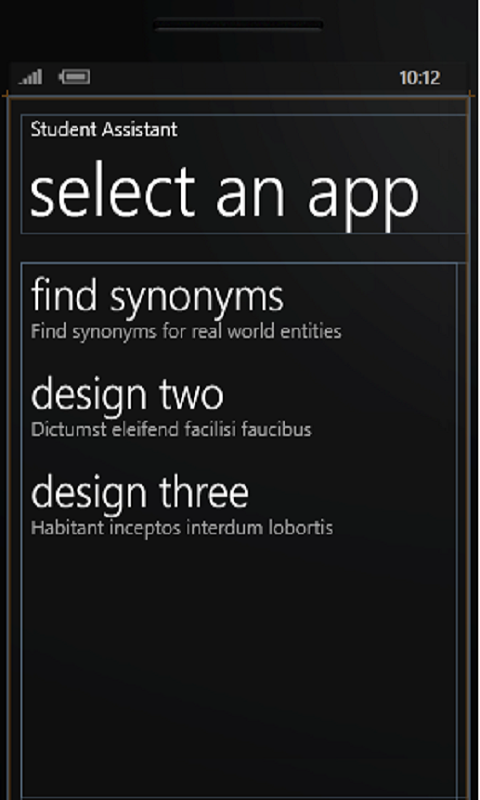 10:12
Student Assistant
select an app
find synonyms
Find synonyms for real world entities
design two
Dictumst eleifend facilisi faucibus
design three
Habitant inceptos interdum lobortis